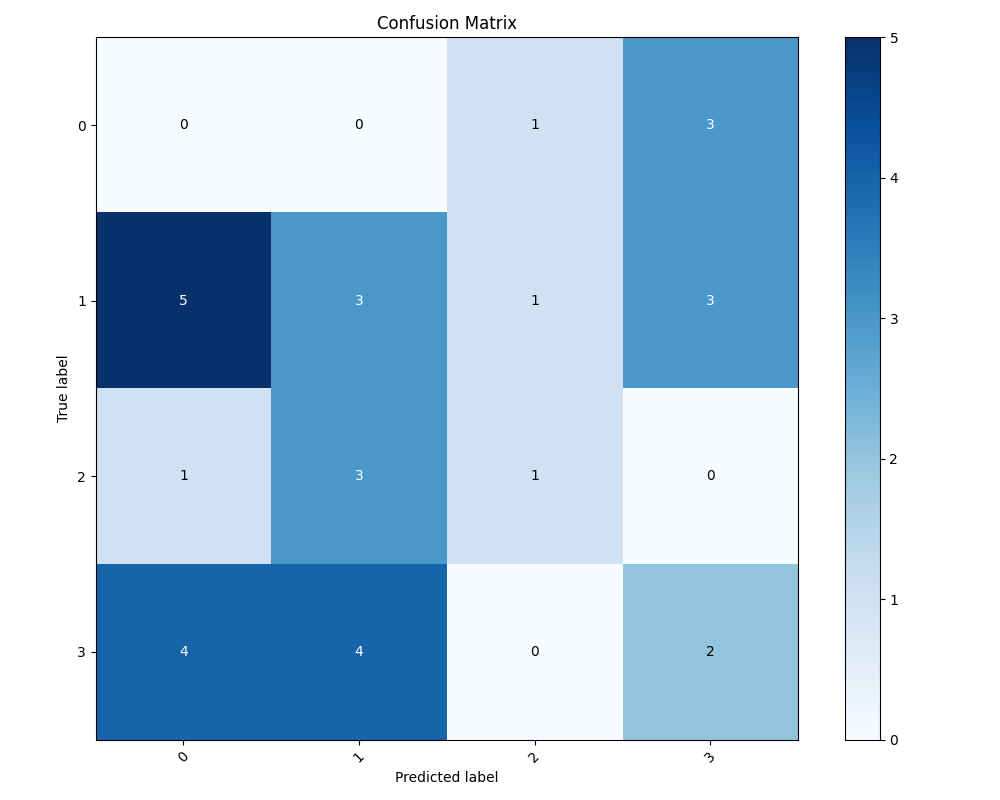 Confusion Matrix
0 0 0 1 3
1 5 3 1 3
2 1 3 1 0
3 4 4 0 2
0 1 2 3
True label
Predicted label
5
4
3
2
1
0